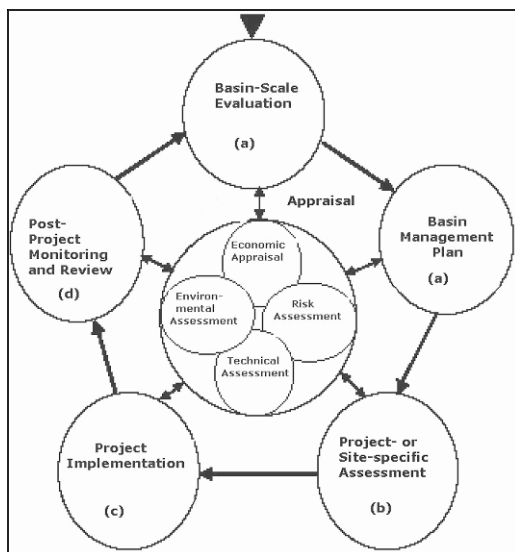 Basin-Scale
Evaluation
(a)
Appraisal
Basin
Management
Plan
(a)
Post-
Project
Monitoring
and Review
(d)
Economic
Appraisal
Environ-
mental
Assessment
Risk
Assessment
Technical
Assessment
Project
Implementation
(c)
Project- or
Site-specific
Assessment
(b)